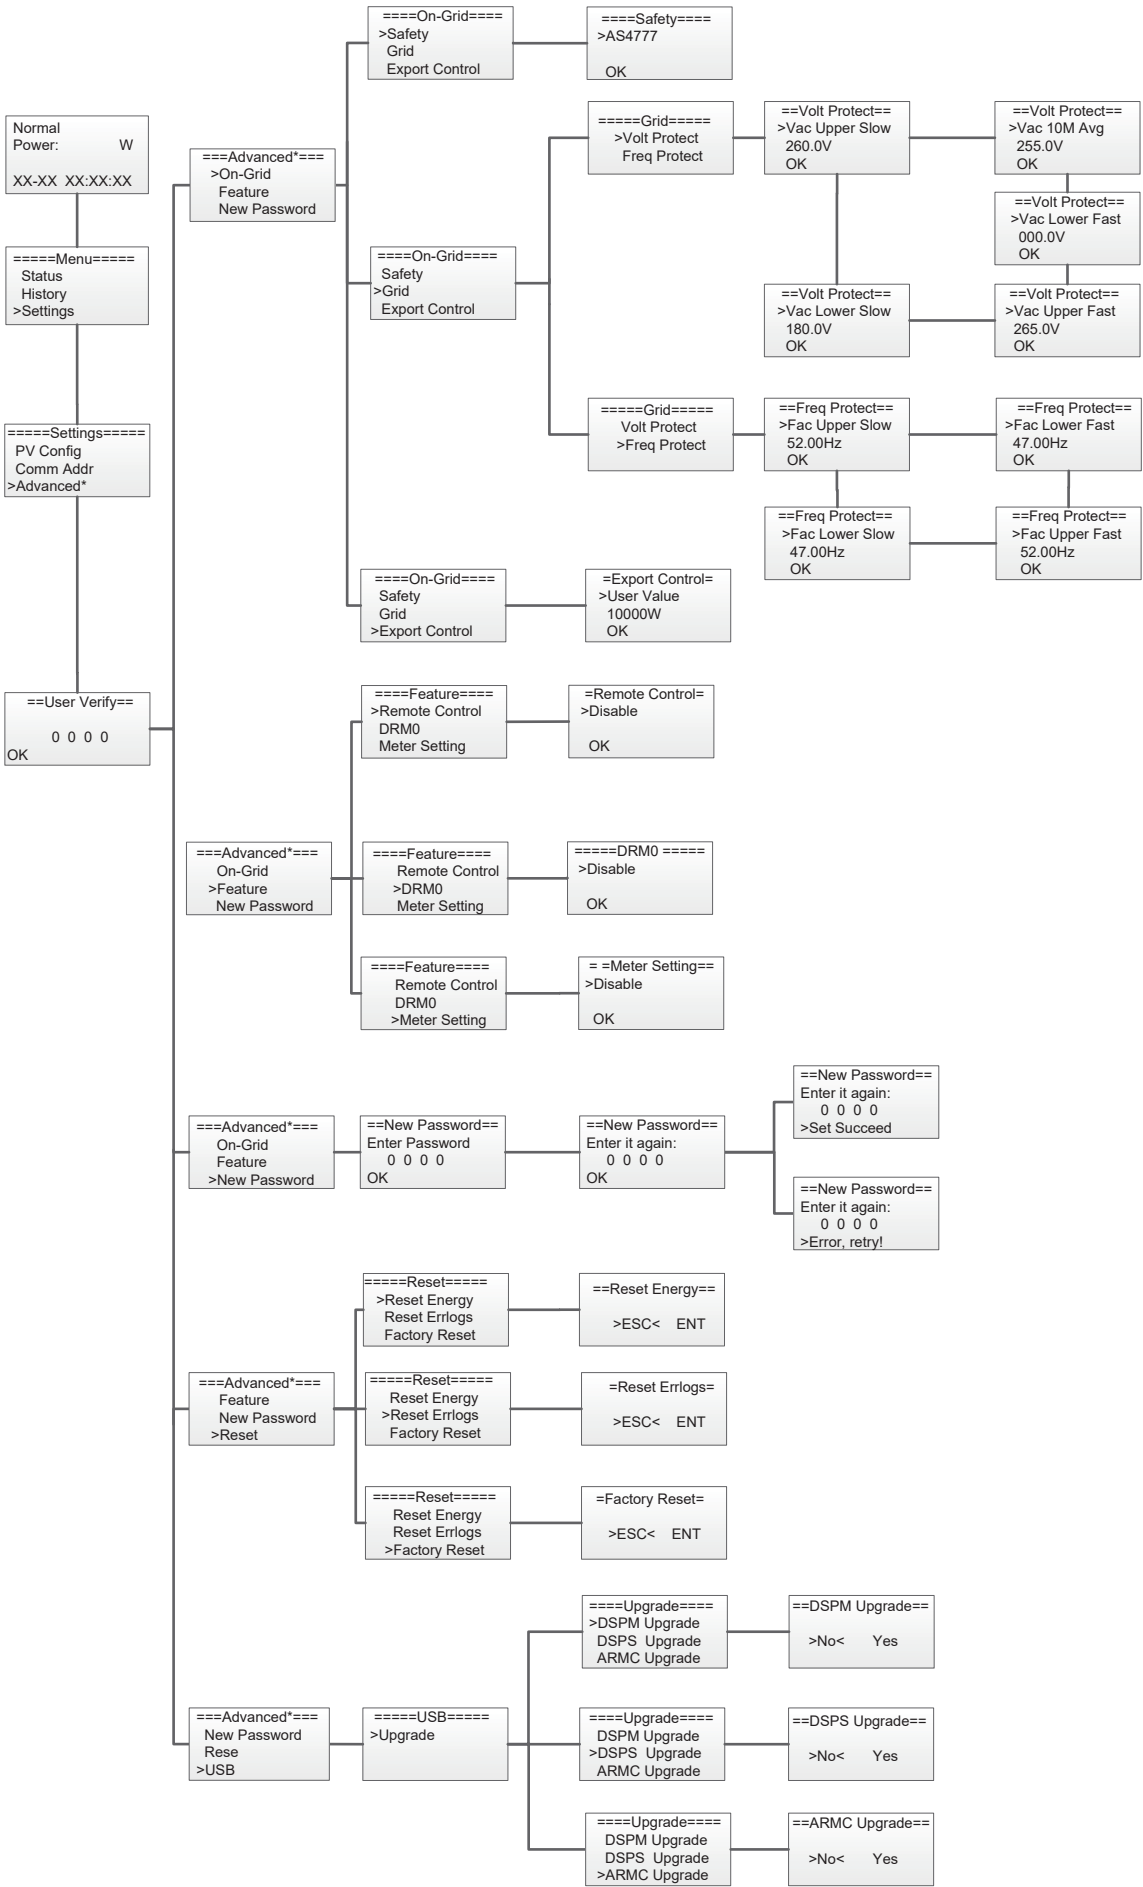 Normal
Power: W
XX-XX XX:XX:XX
=====Menu=====
Status
History
>Settings
=====Settings=====
PV Config
Comm Addr
>Advanced*
==User Verify==
0 0 0 0
OK
===Advanced*===
>On-Grid
Feature
New Password
====On-Grid====
>Safety
Grid
Export Control
====Safety====
>AS4777
OK
====On-Grid====
Safety
>Grid
Export Control
=====Grid=====
>Volt Protect
Freq Protect
==Volt Protect==
>Vac Upper Slow
260.0V
OK
==Volt Protect==
>Vac 10M Avg
255.0V
OK
==Volt Protect==
>Vac Lower Fast
000.0V
OK
==Volt Protect==
>Vac Lower Slow
180.0V
OK
==Volt Protect==
>Vac Upper Fast
265.0V
OK
=====Grid=====
Volt Protect
>Freq Protect
==Freq Protect==
>Fac Upper Slow
52.00Hz
OK
==Freq Protect==
>Fac Lower Fast
47.00Hz
OK
==Freq Protect==
>Fac Lower Slow
47.00Hz
OK
==Freq Protect==
>Fac Upper Fast
52.00Hz
OK
====On-Grid====
Safety
Grid
>Export Control
=Export Control=
>User Value
10000W
OK
===Advanced*===
On-Grid
>Feature
New Password
====Feature====
>Remote Control
DRM0
Meter Setting
=Remote Control=
>Disable
OK
====Feature====
Remote Control
>DRM0
Meter Setting
=====DRM0 =====
>Disable
OK
====Feature====
Remote Control
DRM0
>Meter Setting
= =Meter Setting==
>Disable
OK
===Advanced*===
On-Grid
Feature
>New Password
==New Password==
Enter Password
0 0 0 0
OK
==New Password==
Enter it again:
0 0 0 0
OK
==New Password==
Enter it again:
0 0 0 0
>Set Succeed
==New Password==
Enter it again:
0 0 0 0
>Error, retry!
===Advanced*===
Feature
New Password
>Reset
=====Reset=====
>Reset Energy
Reset Errlogs
Factory Reset
==Reset Energy==
>ESC< ENT
=====Reset=====
Reset Energy
>Reset Errlogs
Factory Reset
=Reset Errlogs=
>ESC< ENT
=====Reset=====
Reset Energy
Reset Errlogs
>Factory Reset
=Factory Reset=
>ESC< ENT
===Advanced*===
New Password
Rese
>USB
=====USB=====
>Upgrade
====Upgrade====
>DSPM Upgrade
DSPS Upgrade
ARMC Upgrade
==DSPM Upgrade==
>No< Yes
====Upgrade====
DSPM Upgrade
>DSPS Upgrade
ARMC Upgrade
==DSPS Upgrade==
>No< Yes
====Upgrade====
DSPM Upgrade
DSPS Upgrade
>ARMC Upgrade
==ARMC Upgrade==
>No< Yes